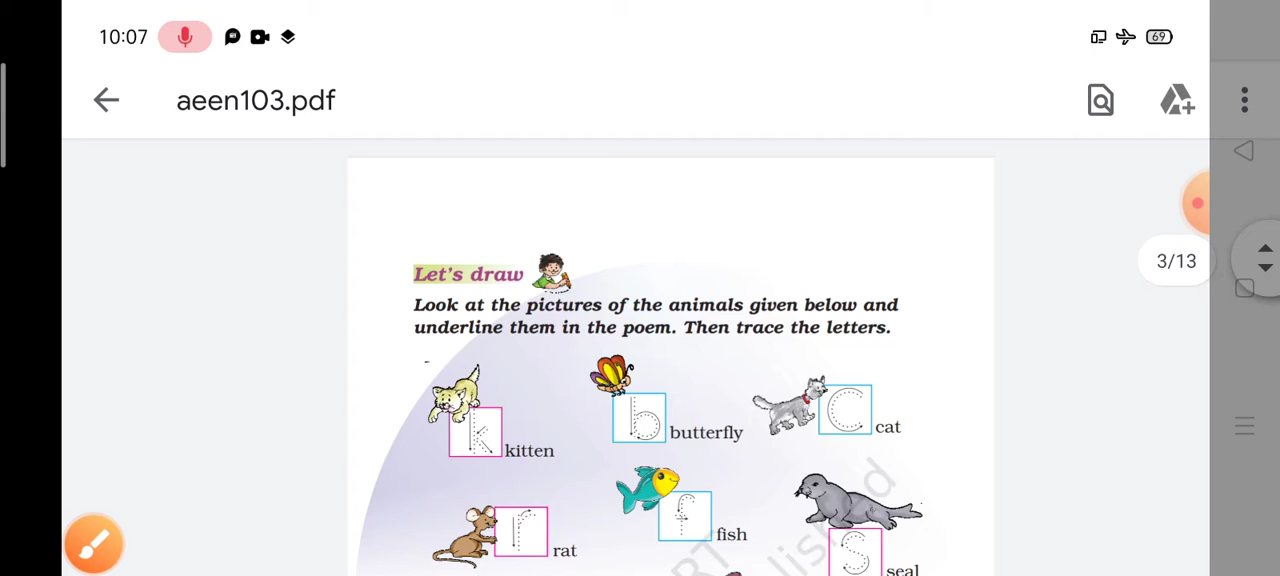 10:07
69
aeen103.pdf
3/13
Let's draw
Look at the pictures of the animals given below and
underline them in the poem. Then trace the letters.
k kitten
b butterfly
c cat
r rat
f fish
s seal